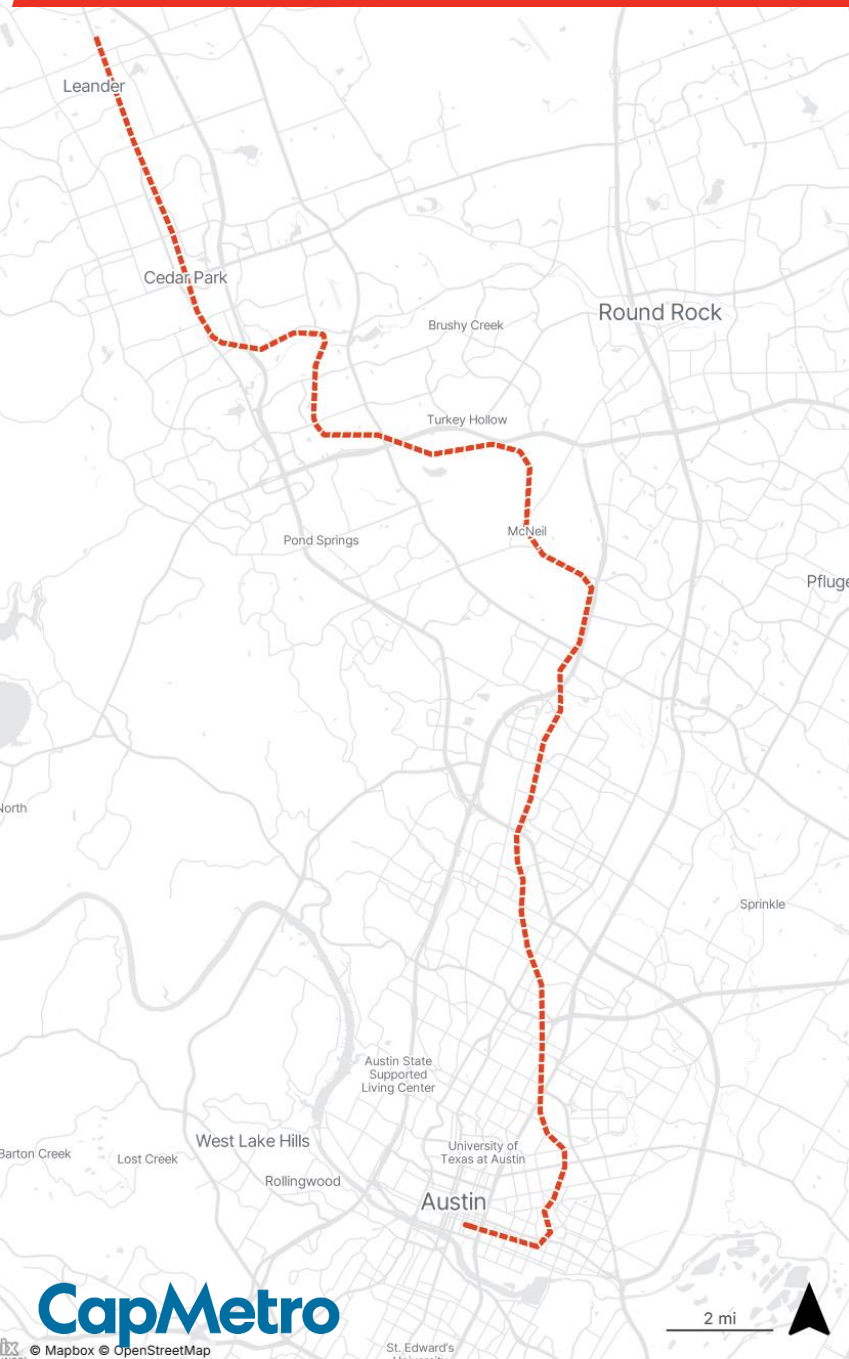 Leander
Cedar Park
Round Rock
Brushy Creek
Turkey Hollow
McNeil
Pond Springs
Pfluge
North
Sprinkle
Austin State
Supported
Living Center
West Lake Hills
University of
Texas at Austin
Barton Creek
Lost Creek
Rollingwood
Austin
CapMetro
2 mi
© Mapbox © OpenStreetMap
St. Edward's
University